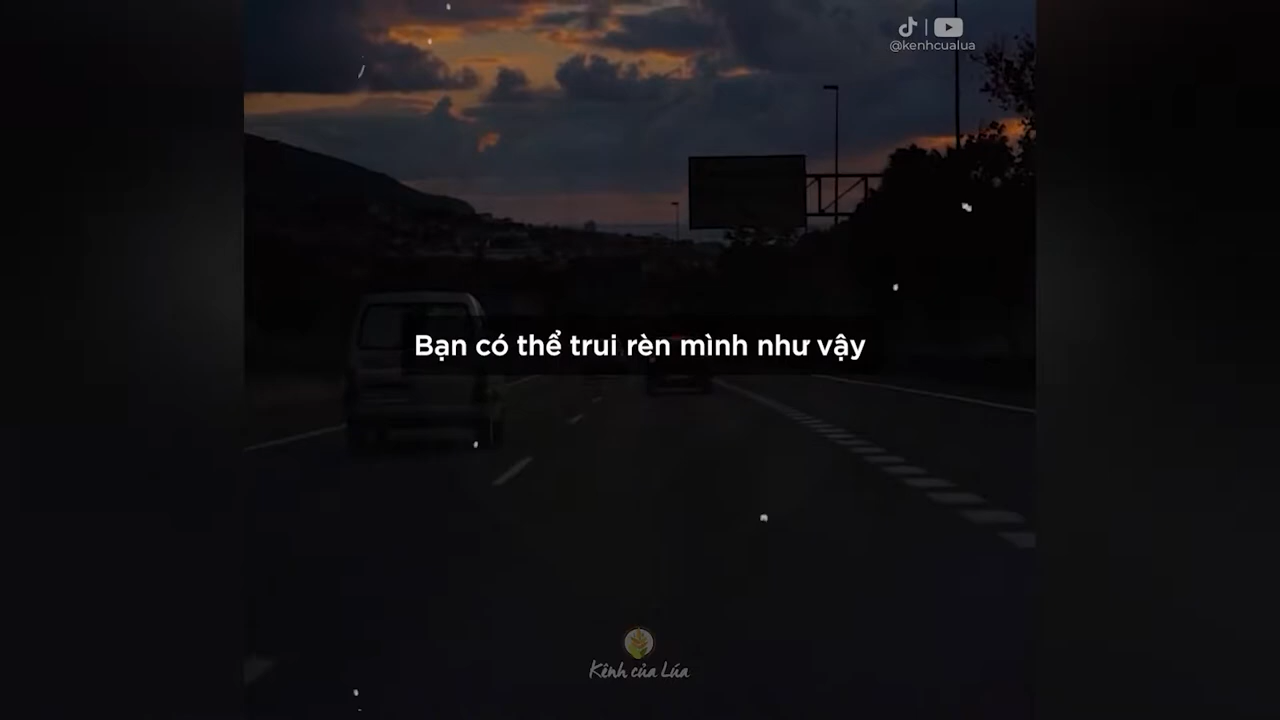 @kenhcualua
Bạn có thể trui rèn mình như vậy
Kênh của Lúa